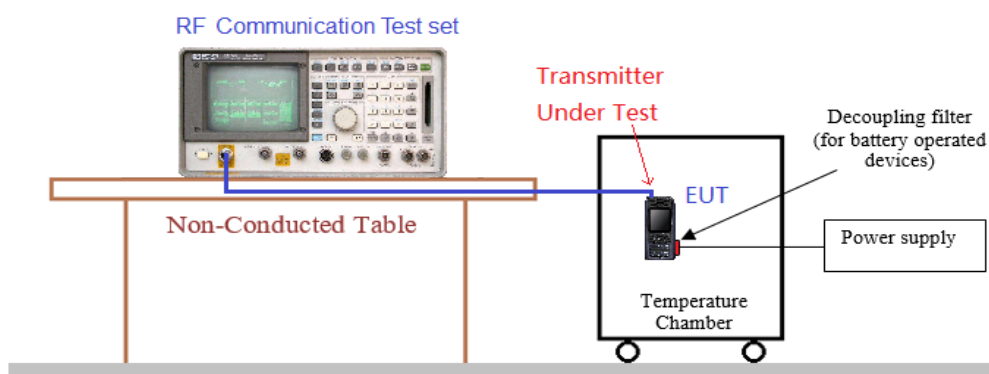 RF Communication Test set
Transmitter
Under Test
Decoupling filter
(for battery operated
devices)
EUT
Non-Conducted Table
Power supply
Temperature
Chamber